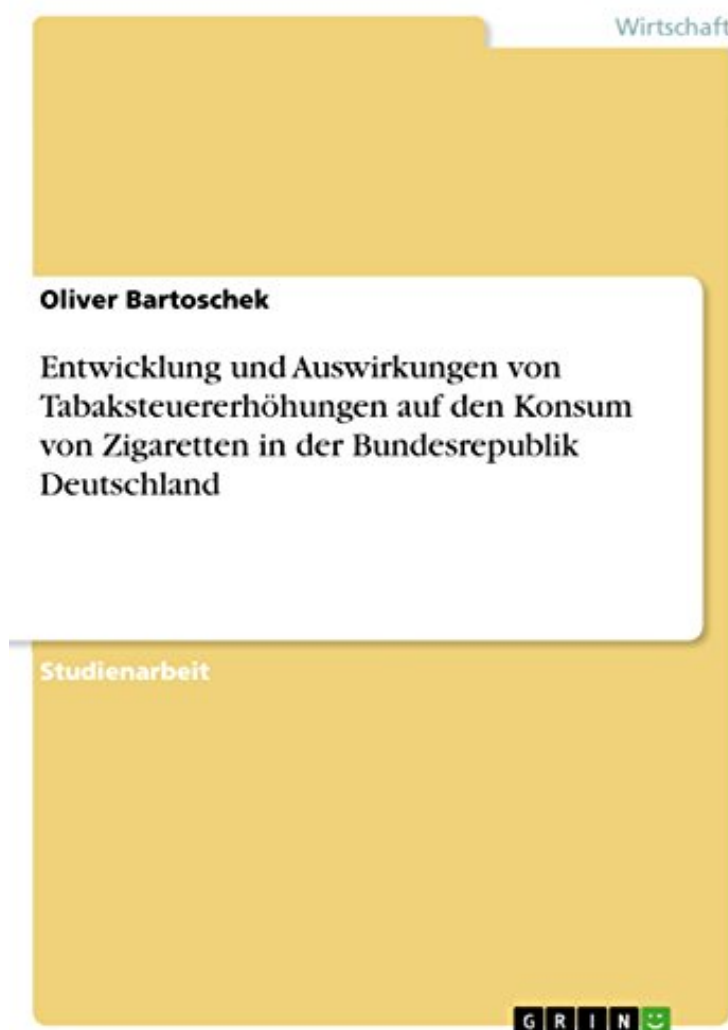 Wirtschaft
Oliver Bartoschek
Entwicklung und Auswirkungen von
Tabaksteuererhöhungen auf den Konsum
von Zigaretten in der Bundesrepublik
Deutschland
Studienarbeit
GRIN